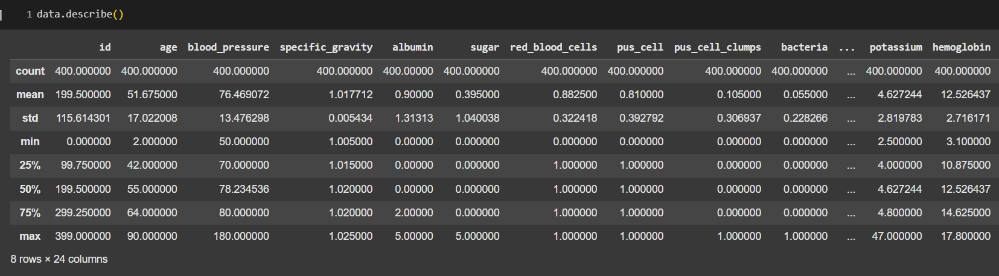 ] 1 data.describe()
id age blood_pressure specific_gravity albumin sugar red_blood_cells pus_cell pus_cell_clumps bacteria ... potassium hemoglobin
count 400.000000 400.000000 400.000000 400.000000 400.00000 400.000000 400.000000 400.000000 400.000000 400.000000 ... 400.000000 400.000000
mean 199.500000 51.675000 76.469072 1.017712 0.90000 0.395000 0.882500 0.810000 0.105000 0.055000 ... 4.627244 12.526437
std 115.614301 17.022008 13.476298 0.005434 1.31313 1.040038 0.322418 0.392792 0.306937 0.228266 ... 2.819783 2.716171
min 0.000000 2.000000 50.000000 1.005000 0.00000 0.000000 0.000000 0.000000 0.000000 0.000000 ... 2.500000 3.100000
25% 99.750000 42.000000 70.000000 1.015000 0.00000 0.000000 1.000000 1.000000 0.000000 0.000000 ... 4.000000 10.875000
50% 199.500000 55.000000 78.234536 1.020000 0.00000 0.000000 1.000000 1.000000 0.000000 0.000000 ... 4.627244 12.526437
75% 299.250000 64.000000 80.000000 1.020000 2.00000 0.000000 1.000000 1.000000 0.000000 0.000000 ... 4.800000 14.625000
max 399.000000 90.000000 180.000000 1.025000 5.00000 5.000000 1.000000 1.000000 1.000000 1.000000 ... 47.000000 17.800000
8 rows × 24 columns